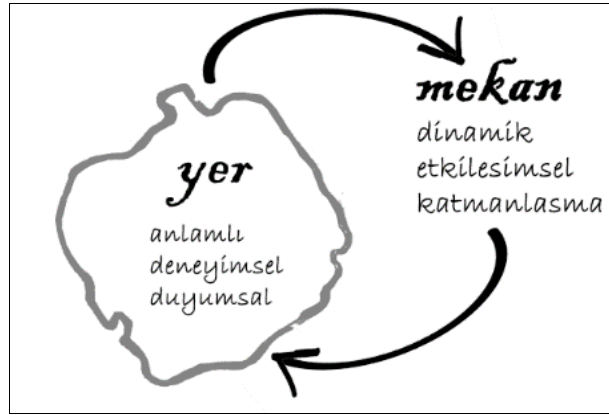 yer
anlamlı
deneyimsel
duyumsal
mekan
dinamik
etkilesimsel
katmanlasma